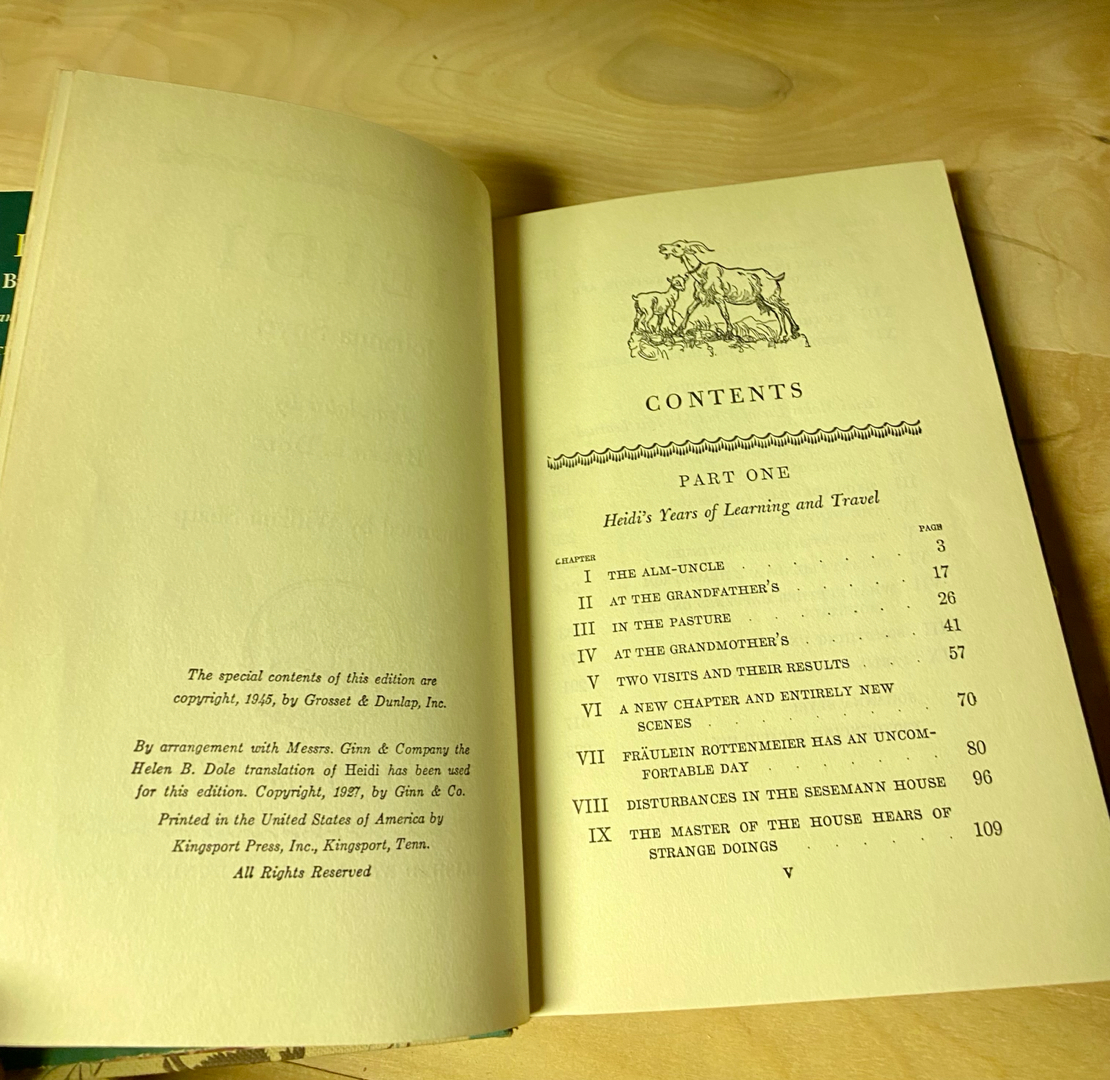 The special contents of this edition are
copyright, 1945, by Grosset & Dunlap, Inc.
By arrangement with Messrs. Ginn & Company the
Helen B. Dole translation of Heidi has been used
for this edition. Copyright, 1927, by Ginn & Co.
Printed in the United States of America by
Kingsport Press, Inc., Kingsport, Tenn.
All Rights Reserved
CONTENTS
PART ONE
Heidi's Years of Learning and Travel
CHAPTER PAGE
I THE ALM-UNCLE 3
II AT THE GRANDFATHER'S 17
III IN THE PASTURE 26
IV AT THE GRANDMOTHER'S 41
V TWO VISITS AND THEIR RESULTS 57
VI A NEW CHAPTER AND ENTIRELY NEW
SCENES 70
VII FRÄULEIN ROTTENMEIER HAS AN UNCOM-
FORTABLE DAY 80
VIII DISTURBANCES IN THE SESEMANN HOUSE 96
IX THE MASTER OF THE HOUSE HEARS OF
STRANGE DOINGS 109
V